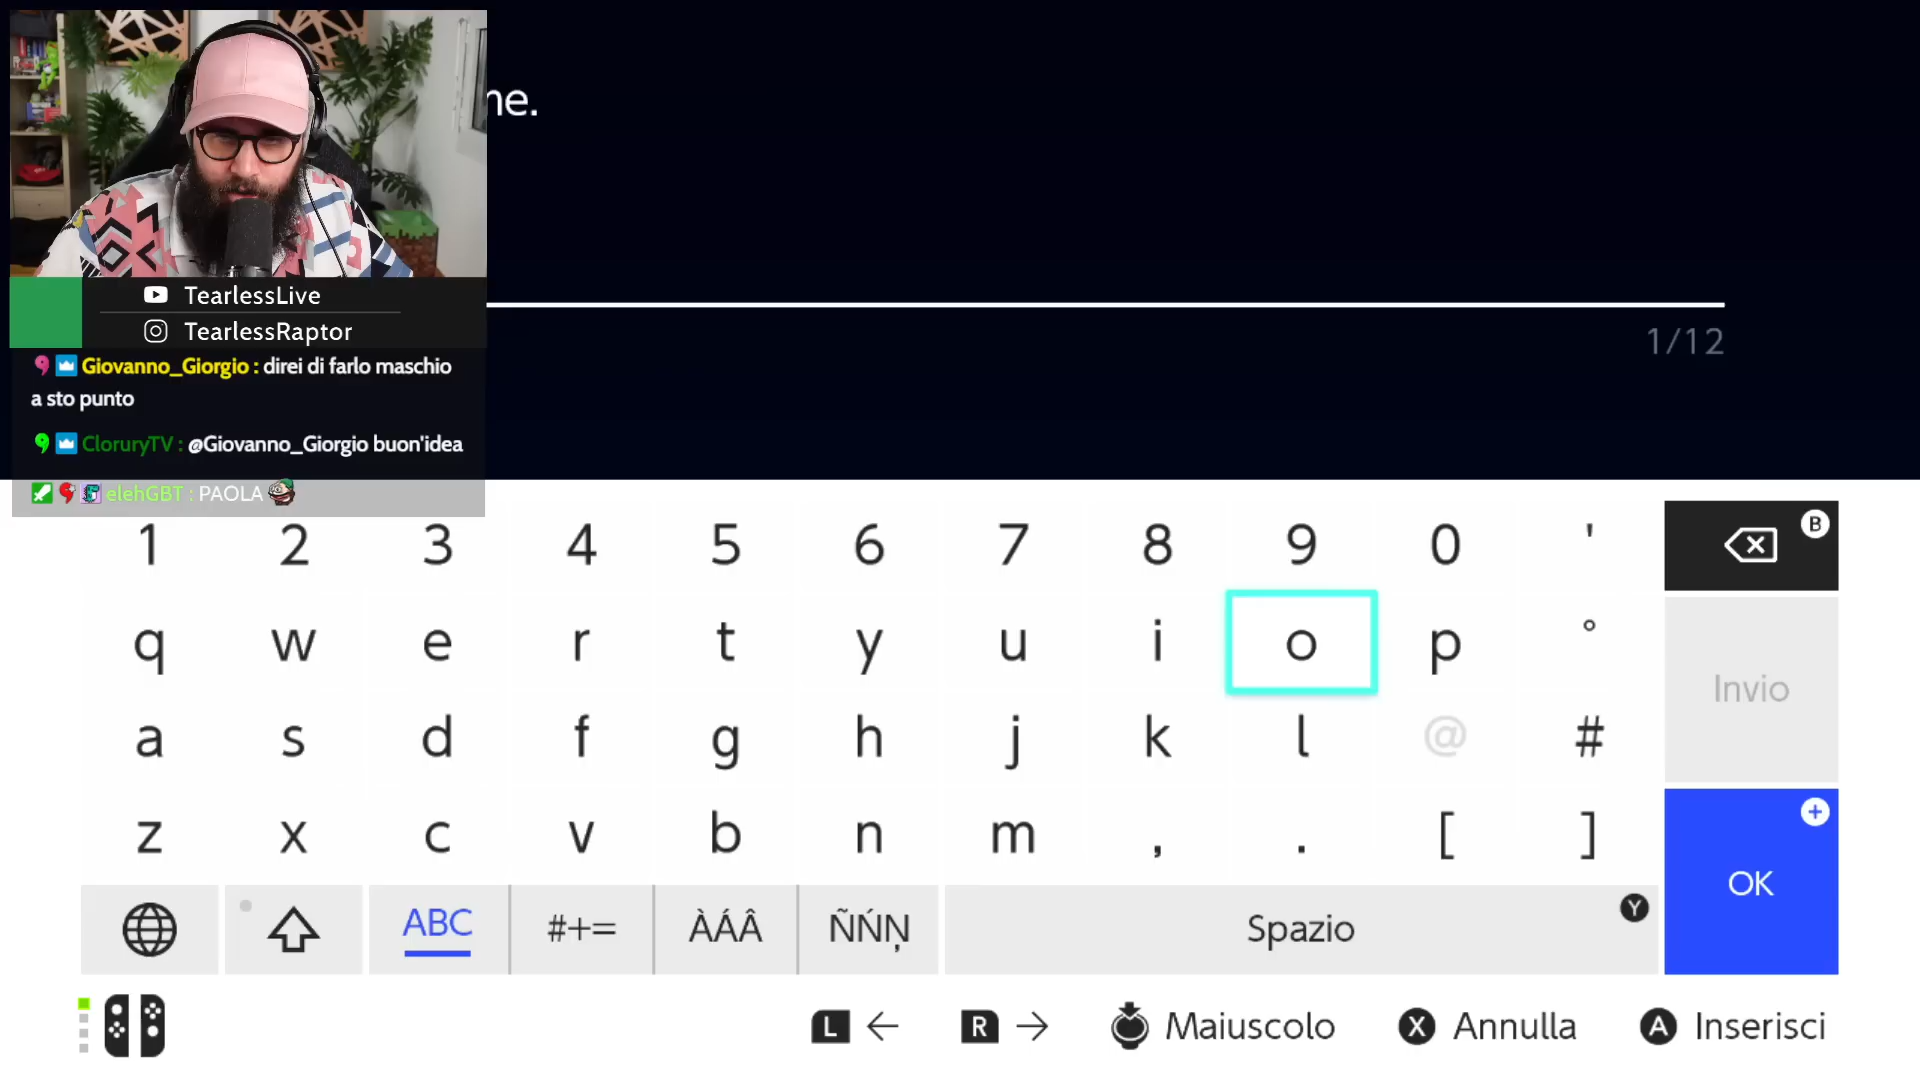 me.
TearlessLive
TearlessRaptor
1/12
Giovanno_Giorgio : direi di farlo maschio
a sto punto
CloruryTV : @Giovanno_Giorgio buon'idea
elehGBT : PAOLA
1 2 3 4 5 6 7 8 9 0 ' B
q w e r t y u i o p °
Invio
a s d f g h j k l @ #
z x c v b n m , . [ ] +
OK
ABC #+= ÀÁÂ ÑŃŅ Spazio Y
L ← R → Maiuscolo X Annulla A Inserisci